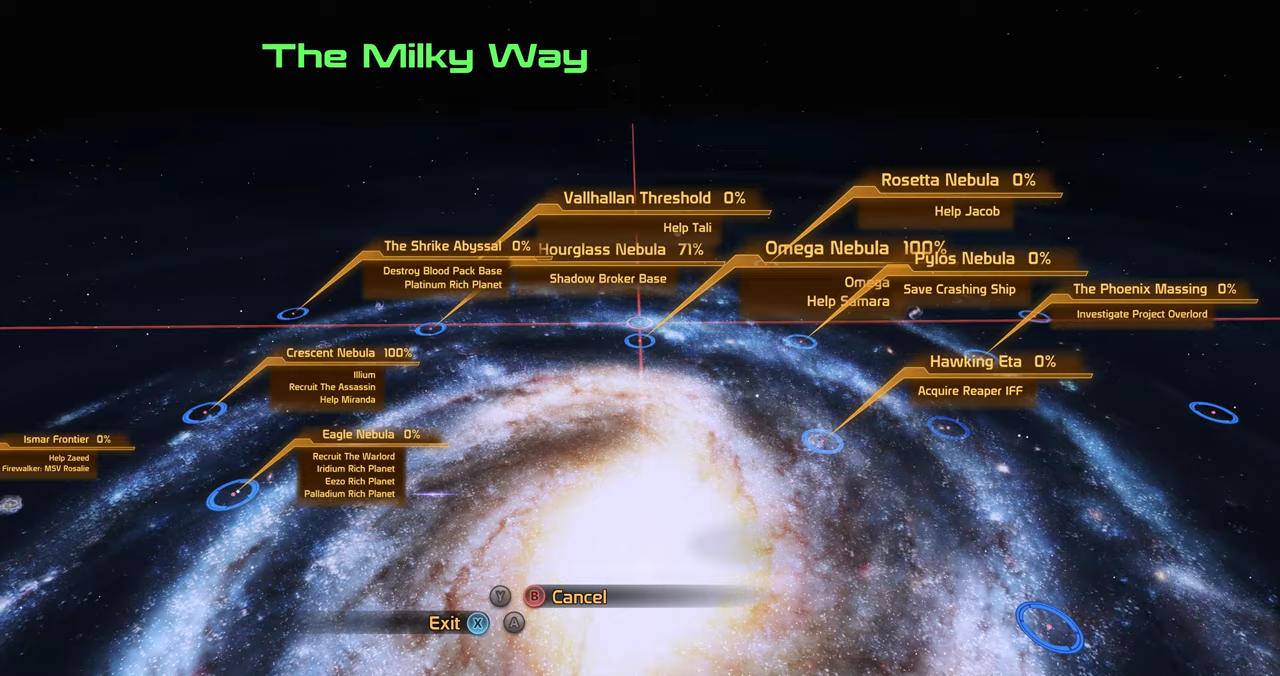 The Milky Way
Rosetta Nebula 0%
Help Jacob
Vallhallan Threshold 0%
Help Tali
The Shrike Abyssal 0%
Destroy Blood Pack Base
Platinum Rich Planet
Hourglass Nebula 71%
Shadow Broker Base
Omega Nebula 100%
Omega
Help Samara
Pylos Nebula 0%
Save Crashing Ship
The Phoenix Massing 0%
Investigate Project Overlord
Crescent Nebula 100%
Illium
Recruit The Assassin
Help Miranda
Hawking Eta 0%
Acquire Reaper IFF
Ismar Frontier 0%
Help Zaeed
Firewalker: MSV Rosalie
Eagle Nebula 0%
Recruit The Warlord
Iridium Rich Planet
Eezo Rich Planet
Palladium Rich Planet
Y B Cancel
Exit X A